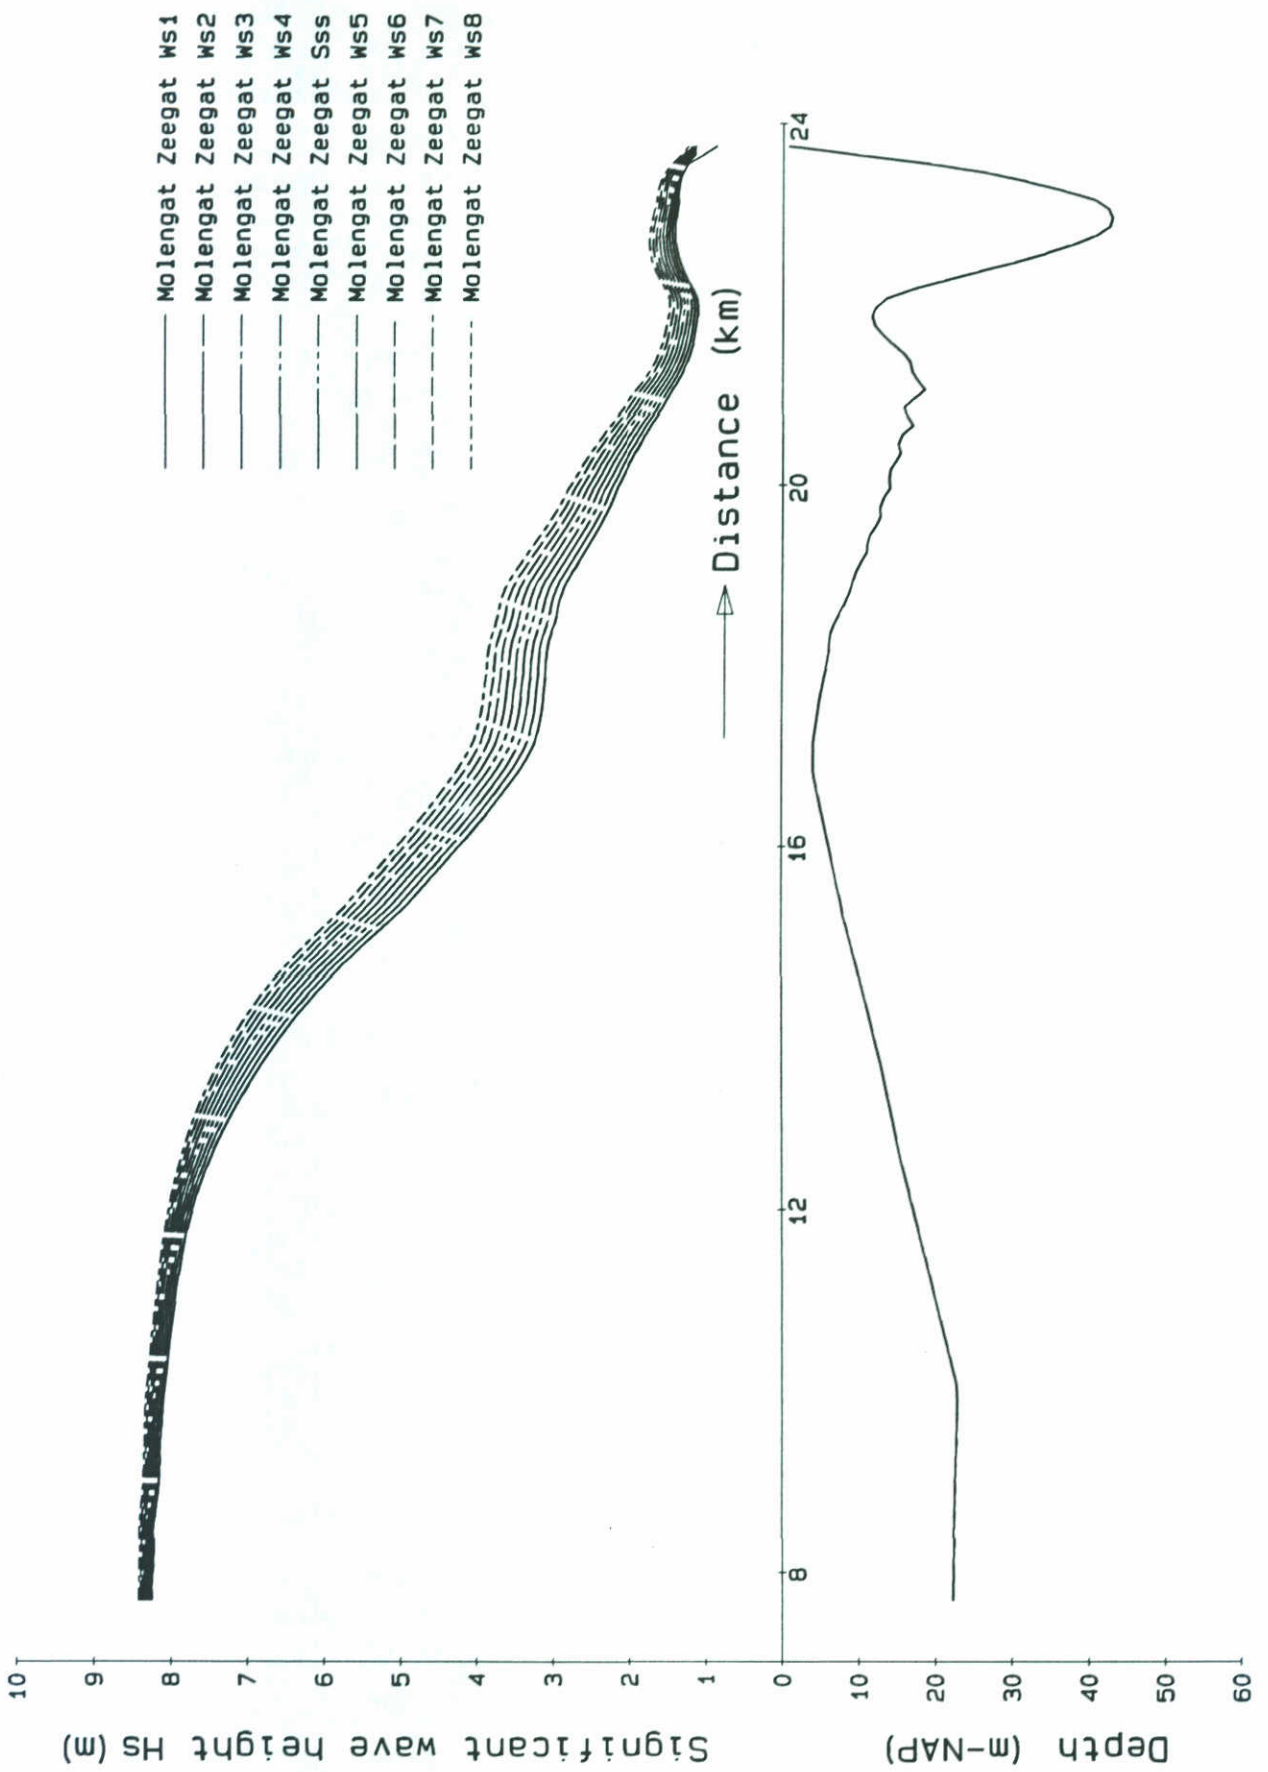 Molengat Zeegat Ws1
Molengat Zeegat Ws2
Molengat Zeegat Ws3
Molengat Zeegat Ws4
Molengat Zeegat Sss
Molengat Zeegat Ws5
Molengat Zeegat Ws6
Molengat Zeegat Ws7
Molengat Zeegat Ws8
Significant wave height Hs (m)
10
9
8
7
6
5
4
3
2
1
0
10
20
30
40
50
60
Depth (m-NAP)
Distance (km)
8
12
16
20
24